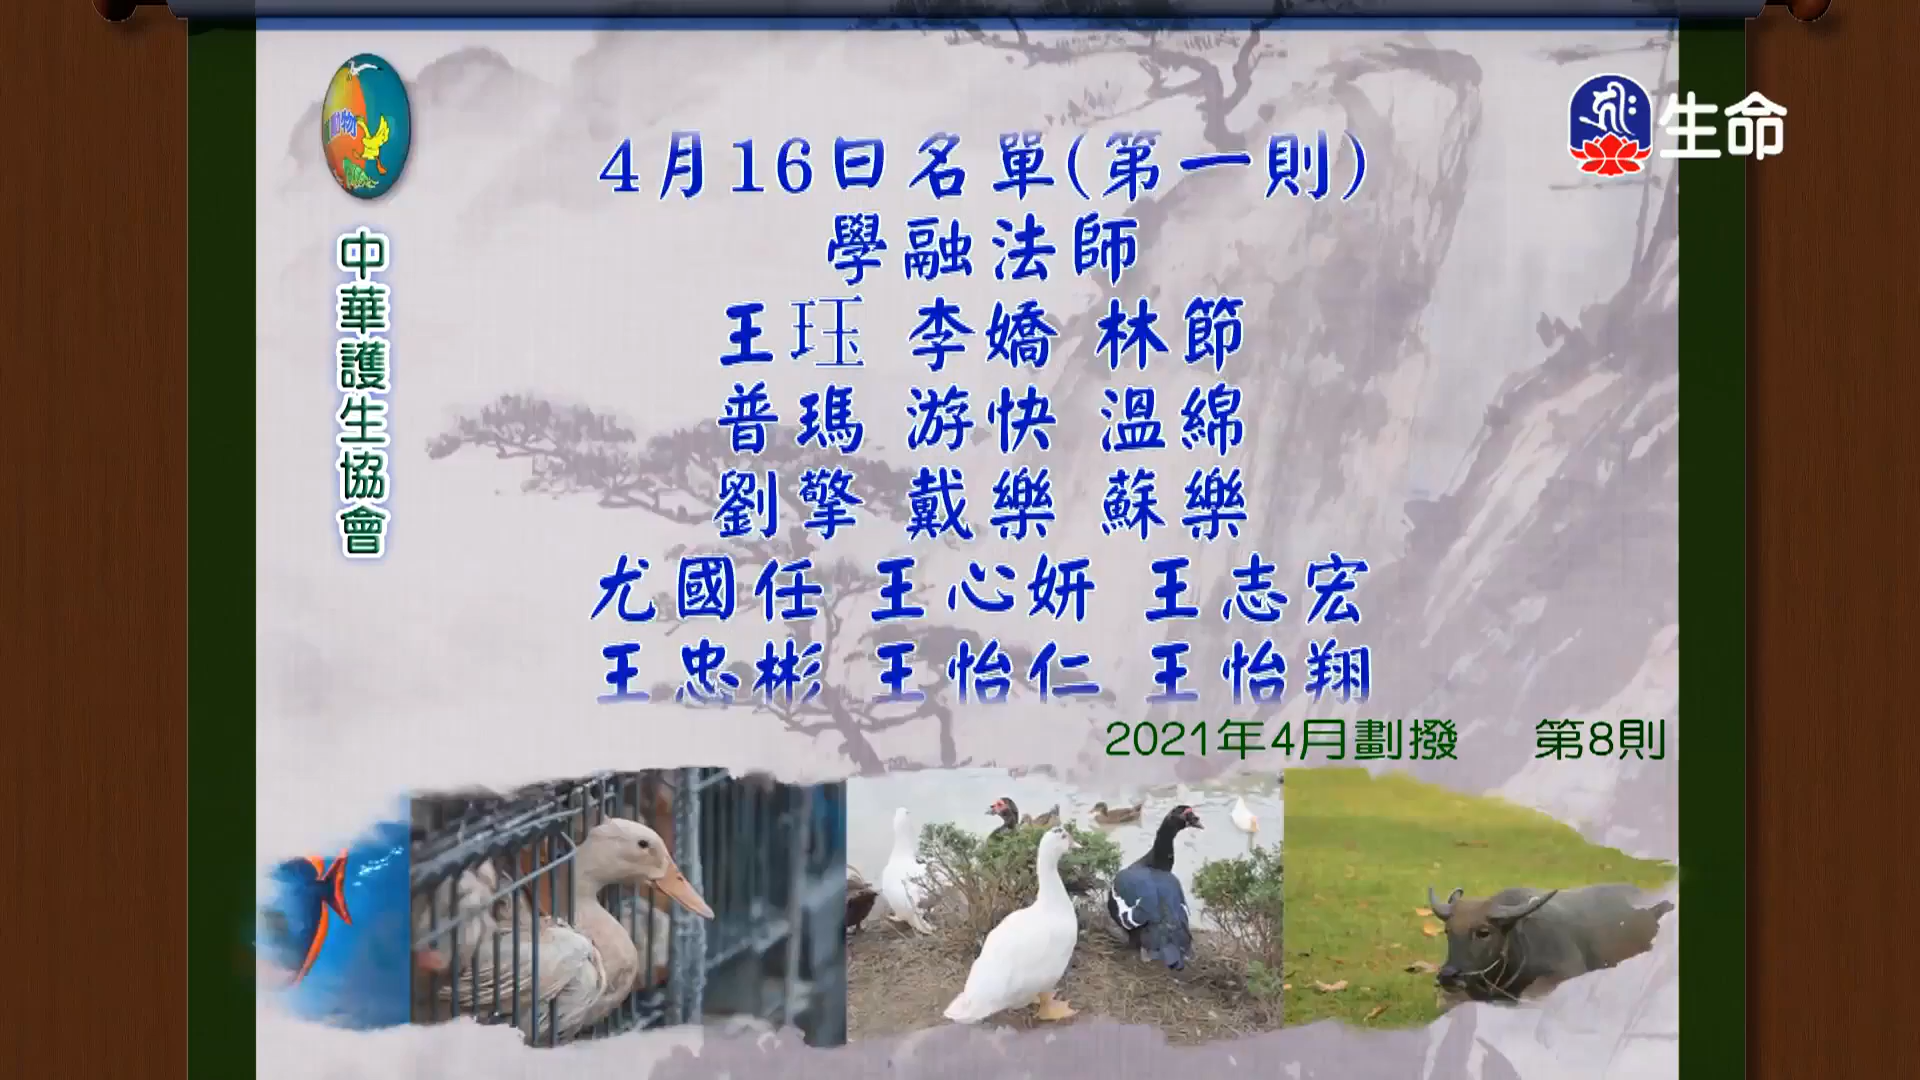 動物
中華護生協會
生命
4月16日名單(第一則)
學融法師
王玨 李嬌 林節
普瑪 游快 溫綿
劉擎 戴樂 蘇樂
尤國任 王心妍 王志宏
王忠彬 王怡仁 王怡翔
2021年4月劃撥 第8則